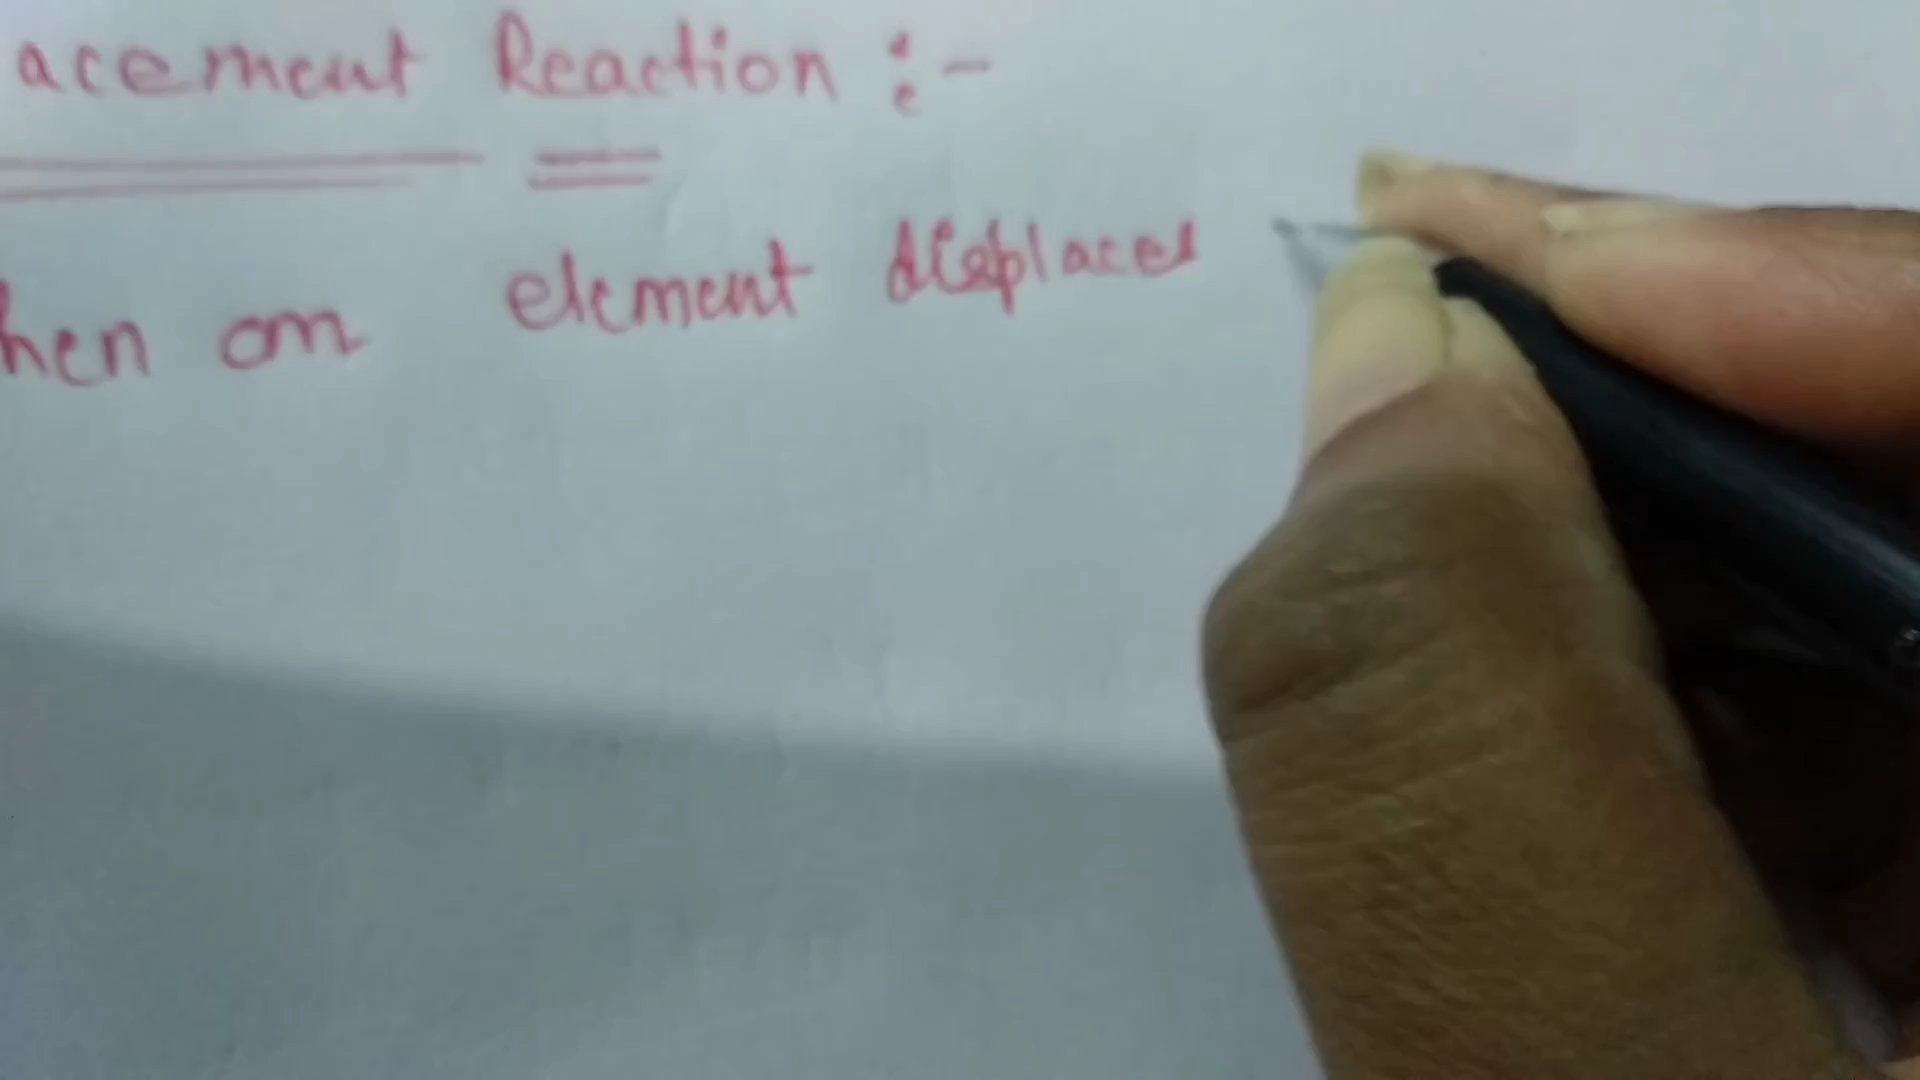 acement Reaction :-
hen on element displaces